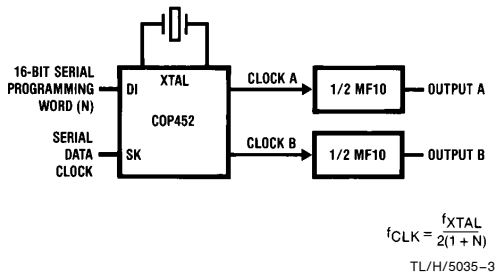 16-BIT SERIAL
PROGRAMMING
WORD (N)
DI
XTAL
COP452
SERIAL
DATA
CLOCK
SK
CLOCK A
1/2 MF10
OUTPUT A
CLOCK B
1/2 MF10
OUTPUT B
fCLK = fXTAL / 2(1 + N)
TL/H/5035–3